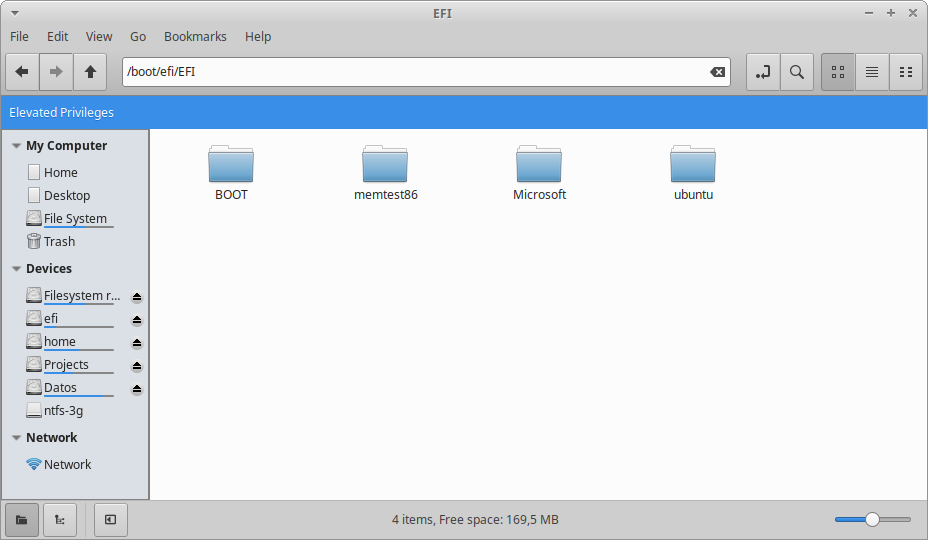 EFI
File Edit View Go Bookmarks Help
/boot/efi/EFI
Elevated Privileges
My Computer
Home
Desktop
File System
Trash
Devices
Filesystem r...
efi
home
Projects
Datos
ntfs-3g
Network
Network
BOOT memtest86 Microsoft ubuntu
4 items, Free space: 169,5 MB